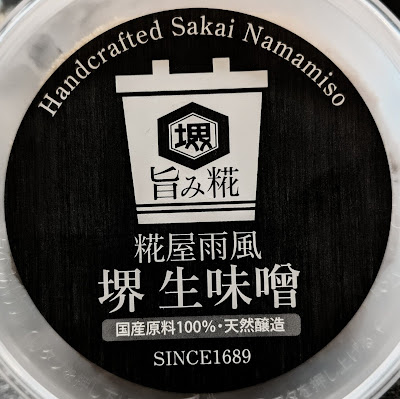 Handcrafted Sakai Namamiso
堺
旨み糀
糀屋雨風
堺 生味噌
国産原料100%・天然醸造
SINCE1689